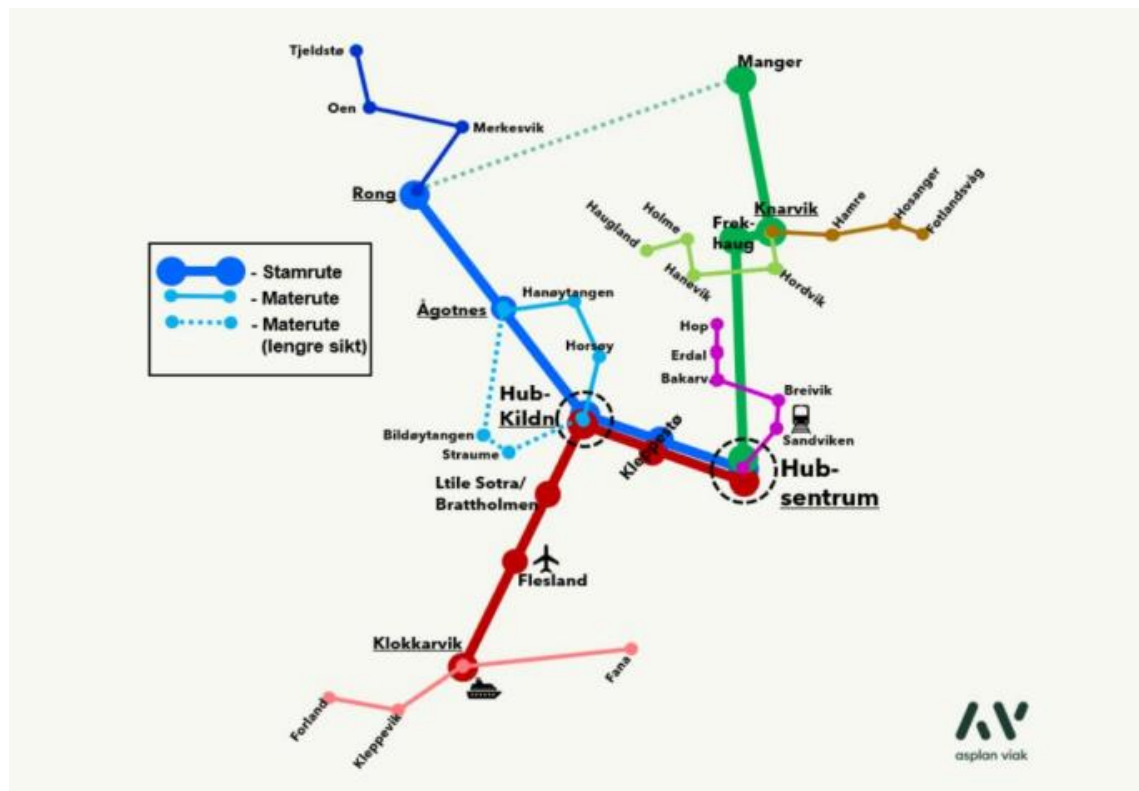 Tjeldstø
Manger
Oen
Merkesvik
Rong
Knarvik
Hamre
Hosanger
Fotlandsvåg
Haugland
Holme
Frek-
haug
Hanevik
Hordvik
- Stamrute
- Materute
- Materute
(lengre sikt)
Ågotnes
Hanøytangen
Horsøy
Hop
Erdal
Bakarv.
Breivik
Sandviken
Hub-
Kildn
Kleppestø
Bildøytangen
Straume
Hub-
sentrum
Ltile Sotra/
Brattholmen
Flesland
Klokkarvik
Fana
Forland
Kleppevik
asplan viak